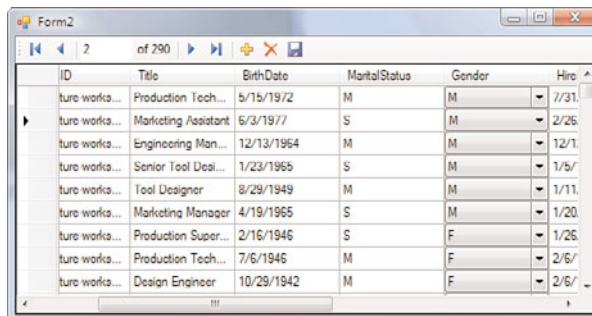 Form2
2 of 290
ID Title BirthDate MaritalStatus Gender Hire
ture-works... Production Tech... 5/15/1972 M M 7/31.
ture-works... Marketing Assistant 6/3/1977 S M 2/26.
ture-works... Engineering Man... 12/13/1964 M M 12/1.
ture-works... Senior Tool Desi... 1/23/1965 S M 1/5/
ture-works... Tool Designer 8/29/1949 M M 1/11.
ture-works... Marketing Manager 4/19/1965 S M 1/20.
ture-works... Production Super... 2/16/1946 S F 1/26.
ture-works... Production Tech... 7/6/1946 M F 2/6/
ture-works... Design Engineer 10/29/1942 M F 2/6/